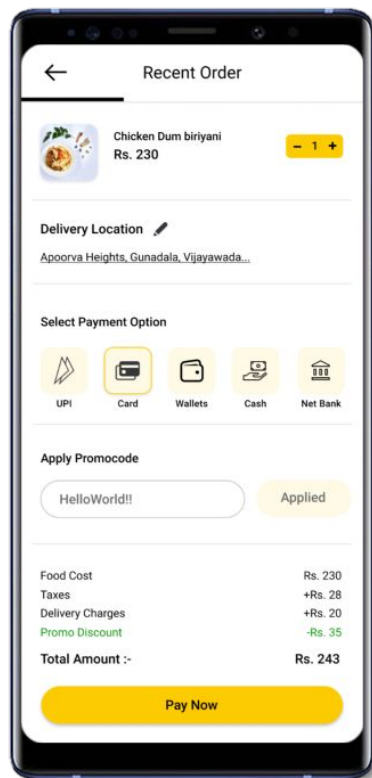 Recent Order
Chicken Dum biriyani
Rs. 230
– 1 +
Delivery Location
Apoorva Heights, Gunadala, Vijayawada...
Select Payment Option
UPI Card Wallets Cash Net Bank
Apply Promocode
HelloWorld!! Applied
Food Cost Rs. 230
Taxes +Rs. 28
Delivery Charges +Rs. 20
Promo Discount -Rs. 35
Total Amount :- Rs. 243
Pay Now